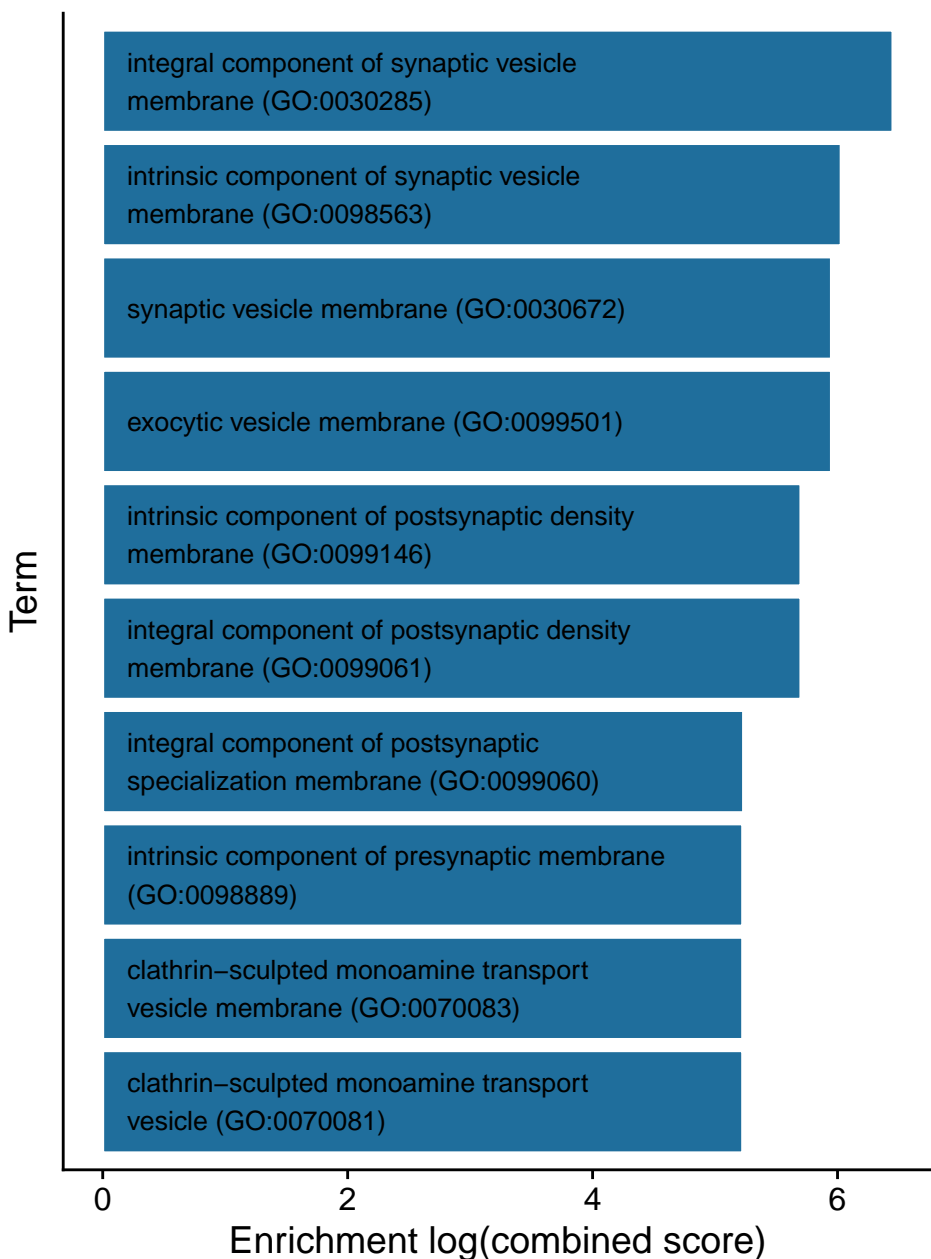 integral component of synaptic vesicle
membrane (GO:0030285)
intrinsic component of synaptic vesicle
membrane (GO:0098563)
synaptic vesicle membrane (GO:0030672)
exocytic vesicle membrane (GO:0099501)
intrinsic component of postsynaptic density
membrane (GO:0099146)
integral component of postsynaptic density
membrane (GO:0099061)
integral component of postsynaptic
specialization membrane (GO:0099060)
intrinsic component of presynaptic membrane
(GO:0098889)
clathrin−sculpted monoamine transport
vesicle membrane (GO:0070083)
clathrin−sculpted monoamine transport
vesicle (GO:0070081)
Term
0 2 4 6
Enrichment log(combined score)